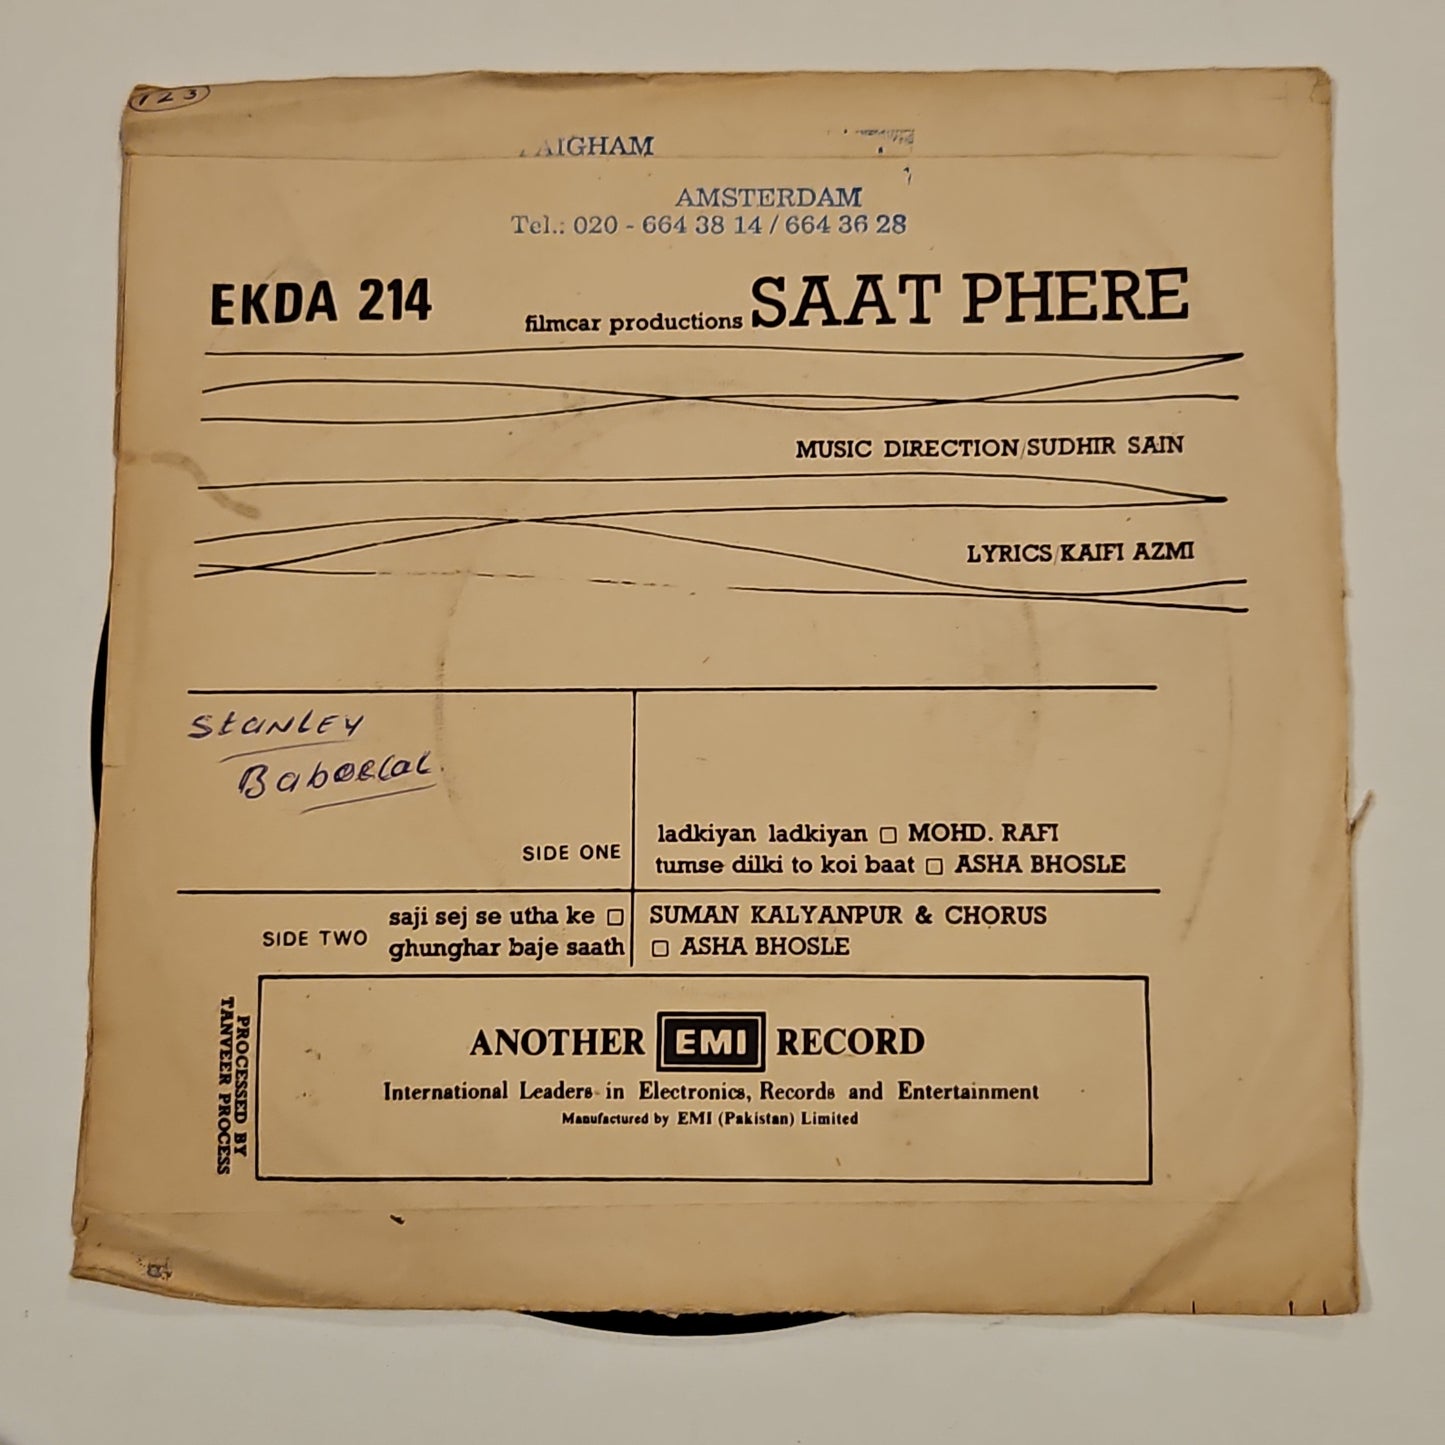 123
AIGHAM
AMSTERDAM
Tel.: 020 - 664 38 14 / 664 36 28
EKDA 214
filmcar productions SAAT PHERE
MUSIC DIRECTION/SUDHIR SAIN
LYRICS/KAIFI AZMI
Stanley
SIDE ONE
ladkiyan ladkiyan □ MOHD. RAFI
tumse dilki to koi baat □ ASHA BHOSLE
SIDE TWO
saji sej se utha ke □ SUMAN KALYANPUR & CHORUS
ghunghar baje saath □ ASHA BHOSLE
PROCESSED BY
TANVEER PROCESS
ANOTHER EMI RECORD
International Leaders in Electronics, Records and Entertainment
Manufactured by EMI (Pakistan) Limited